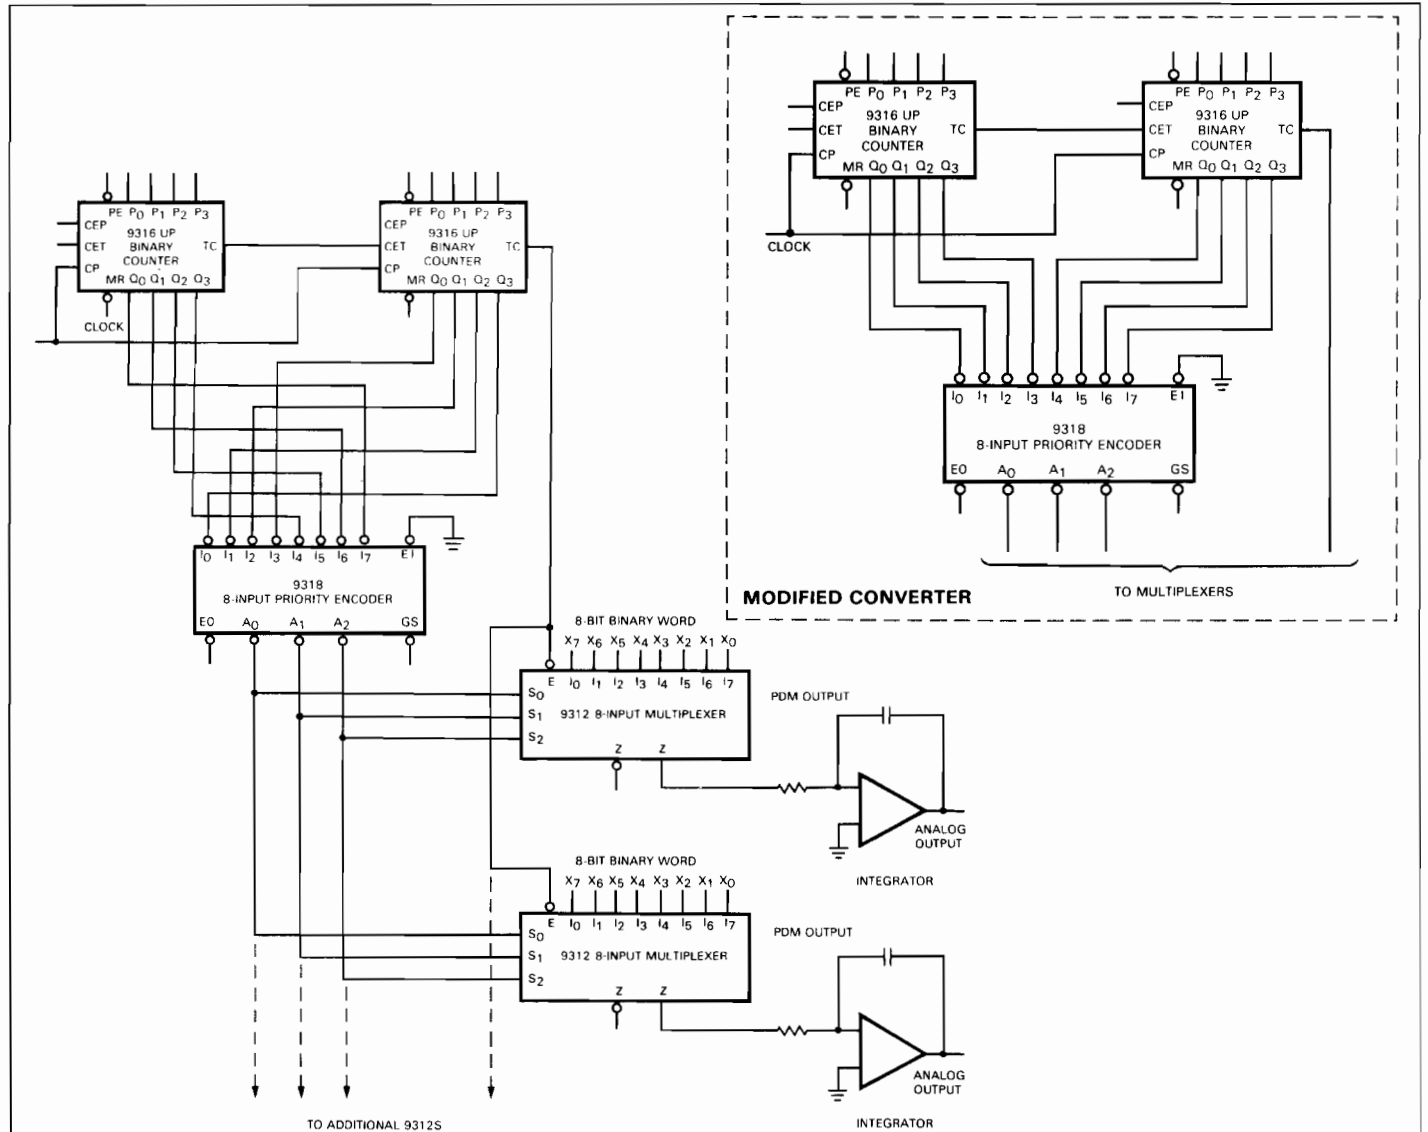 PE P0 P1 P2 P3
CEP
9316 UP
CET BINARY TC
COUNTER
CP
MR Q0 Q1 Q2 Q3
CLOCK
PE P0 P1 P2 P3
CEP
9316 UP
CET BINARY TC
COUNTER
CP
MR Q0 Q1 Q2 Q3
I0 I1 I2 I3 I4 I5 I6 I7 EI
9318
8-INPUT PRIORITY ENCODER
EO A0 A1 A2 GS
PE P0 P1 P2 P3
CEP
9316 UP
CET BINARY TC
COUNTER
CP
MR Q0 Q1 Q2 Q3
CLOCK
PE P0 P1 P2 P3
CEP
9316 UP
CET BINARY TC
COUNTER
CP
MR Q0 Q1 Q2 Q3
I0 I1 I2 I3 I4 I5 I6 I7 EI
9318
8-INPUT PRIORITY ENCODER
EO A0 A1 A2 GS
MODIFIED CONVERTER
TO MULTIPLEXERS
8-BIT BINARY WORD
X7 X6 X5 X4 X3 X2 X1 X0
E I0 I1 I2 I3 I4 I5 I6 I7
S0
S1 9312 8-INPUT MULTIPLEXER
S2
Z Z
PDM OUTPUT
ANALOG
OUTPUT
INTEGRATOR
8-BIT BINARY WORD
X7 X6 X5 X4 X3 X2 X1 X0
E I0 I1 I2 I3 I4 I5 I6 I7
S0
S1 9312 8-INPUT MULTIPLEXER
S2
Z Z
PDM OUTPUT
ANALOG
OUTPUT
INTEGRATOR
TO ADDITIONAL 9312S